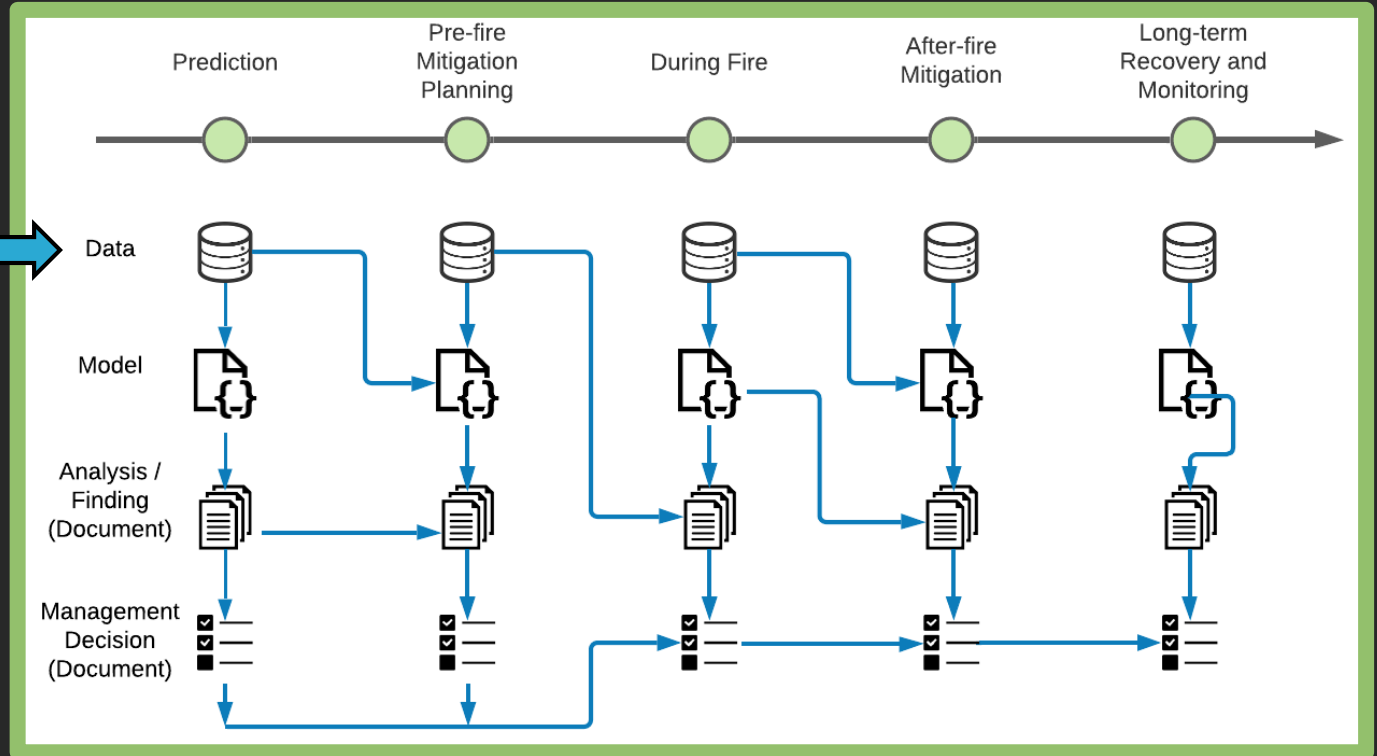 Prediction
Pre-fire
Mitigation
Planning
During Fire
After-fire
Mitigation
Long-term
Recovery and
Monitoring
Data
Model
Analysis /
Finding
(Document)
Management
Decision
(Document)